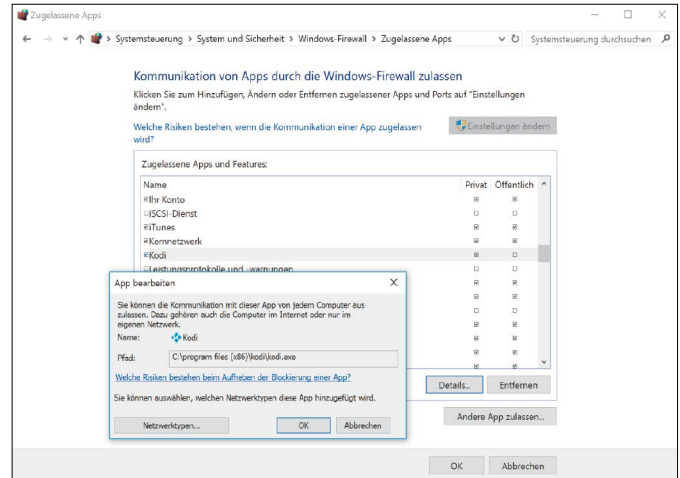 Zugelassene Apps
Systemsteuerung > System und Sicherheit > Windows-Firewall > Zugelassene Apps
Systemsteuerung durchsuchen
Kommunikation von Apps durch die Windows-Firewall zulassen
Klicken Sie zum Hinzufügen, Ändern oder Entfernen zugelassener Apps und Ports auf "Einstellungen
ändern".
Welche Risiken bestehen, wenn die Kommunikation einer App zugelassen
wird?
Einstellungen ändern
Zugelassene Apps und Features:
Name Privat Öffentlich
Ihr Konto
iSCSI-Dienst
iTunes
Kernnetzwerk
Kodi
Leistungsprotokolle und -warnungen
App bearbeiten
Sie können die Kommunikation mit dieser App von jedem Computer aus
zulassen. Dazu gehören auch die Computer im Internet oder nur im
eigenen Netzwerk.
Name: Kodi
Pfad: C:\program files (x86)\kodi\kodi.exe
Welche Risiken bestehen beim Aufheben der Blockierung einer App?
Sie können auswählen, welchen Netzwerktypen diese App hinzugefügt wird.
Netzwerktypen... OK Abbrechen
Details... Entfernen
Andere App zulassen...
OK Abbrechen